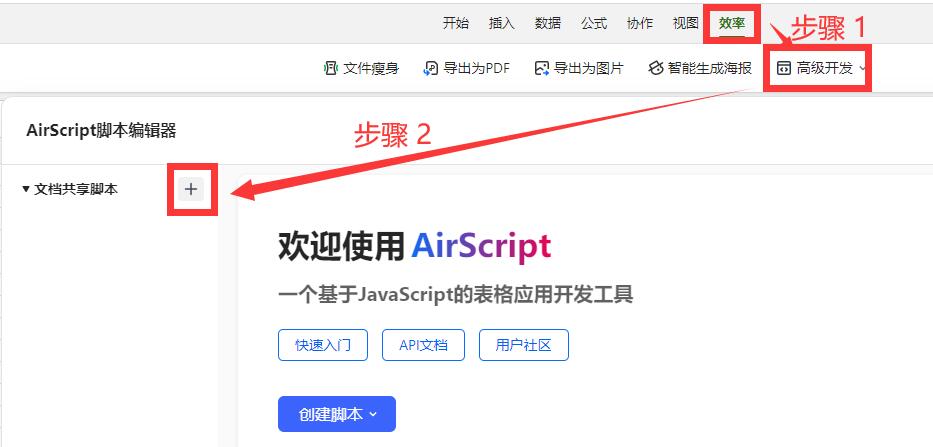 开始 插入 数据 公式 协作 视图 效率
步骤 1
文件瘦身 导出为PDF 导出为图片 智能生成海报 高级开发
AirScript脚本编辑器
步骤 2
文档共享脚本
欢迎使用 AirScript
一个基于JavaScript的表格应用开发工具
快速入门 API文档 用户社区
创建脚本